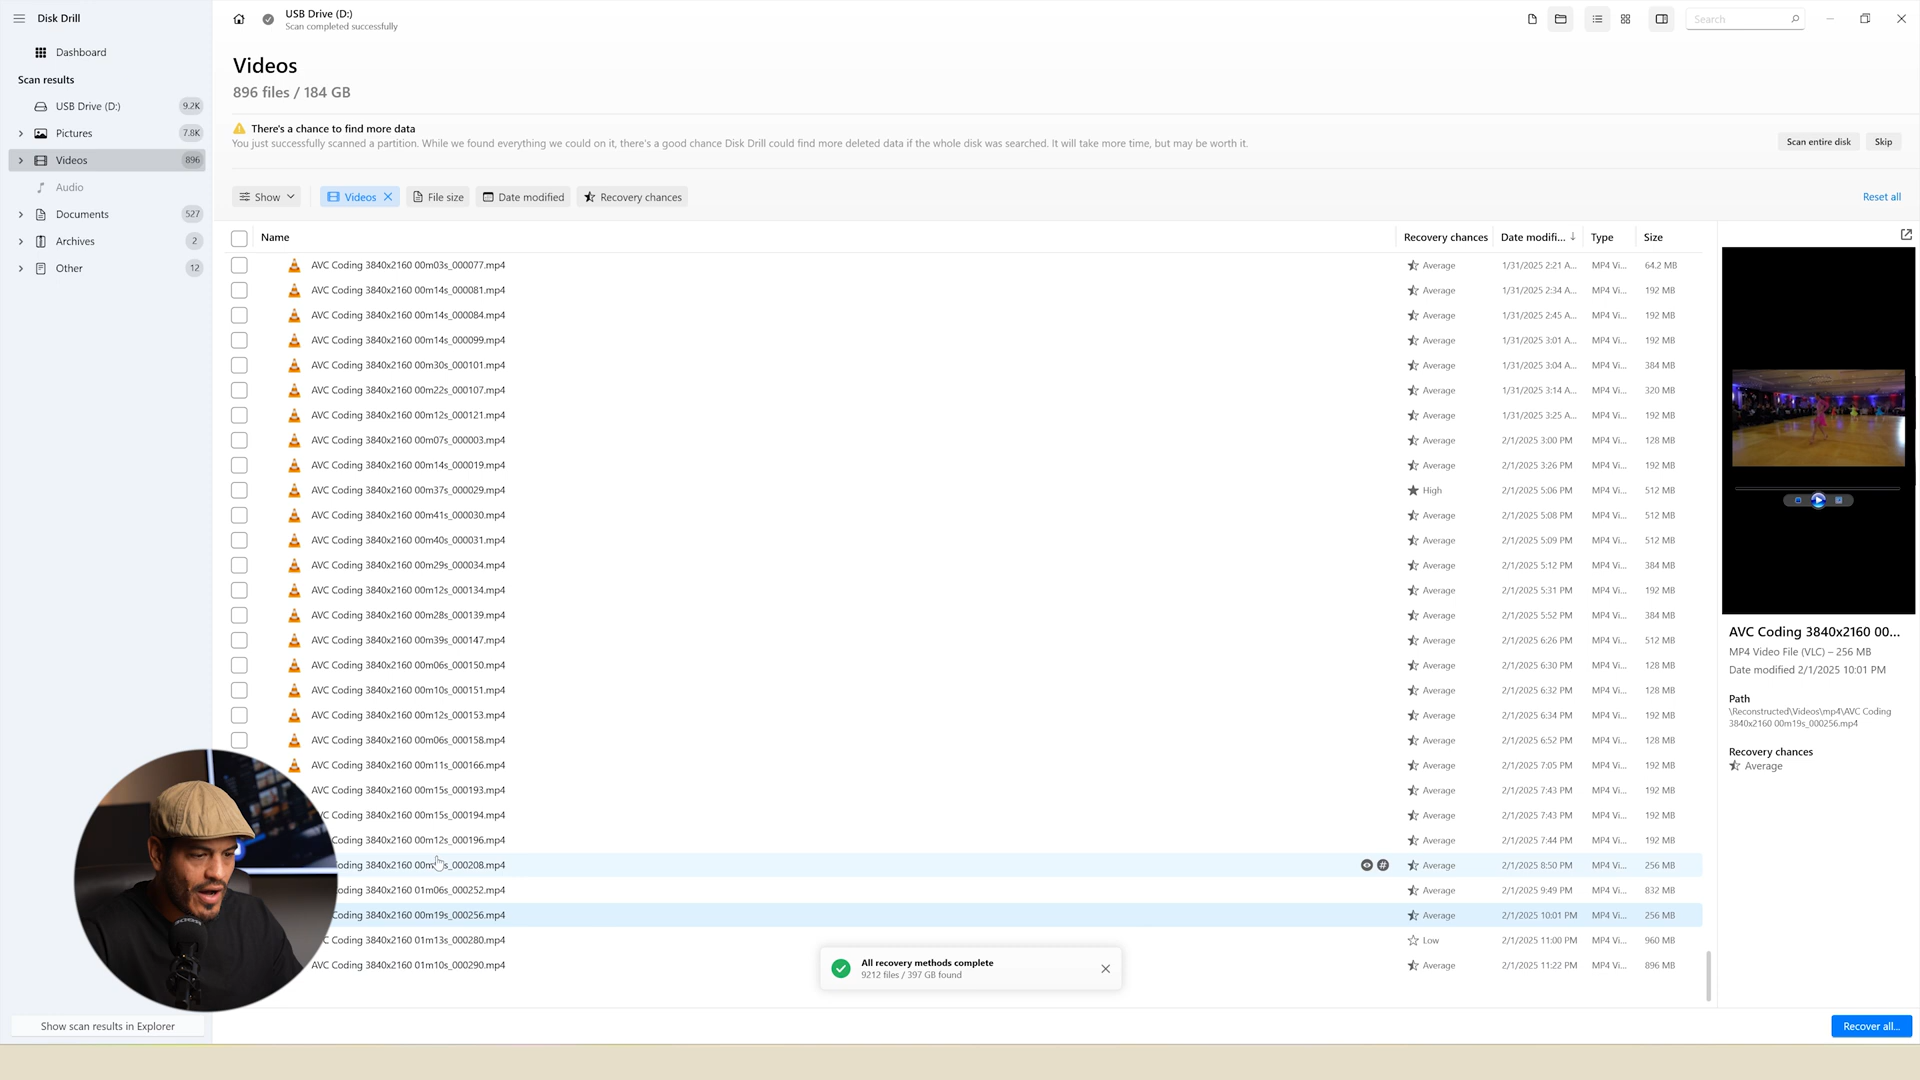 Disk Drill
USB Drive (D:)
Scan completed successfully
Search
Dashboard
Scan results
USB Drive (D:) 9.2K
Pictures 7.8K
Videos 896
Audio
Documents 527
Archives 2
Other 12
Videos
896 files / 184 GB
There's a chance to find more data
You just successfully scanned a partition. While we found everything we could on it, there's a good chance Disk Drill could find more deleted data if the whole disk was searched. It will take more time, but may be worth it.
Scan entire disk Skip
Show Videos File size Date modified Recovery chances Reset all
Name Recovery chances Date modifi... Type Size
AVC Coding 3840x2160 00m03s_000077.mp4 Average 1/31/2025 2:21 A... MP4 Vi... 64.2 MB
AVC Coding 3840x2160 00m14s_000081.mp4 Average 1/31/2025 2:34 A... MP4 Vi... 192 MB
AVC Coding 3840x2160 00m14s_000084.mp4 Average 1/31/2025 2:45 A... MP4 Vi... 192 MB
AVC Coding 3840x2160 00m14s_000099.mp4 Average 1/31/2025 3:01 A... MP4 Vi... 192 MB
AVC Coding 3840x2160 00m30s_000101.mp4 Average 1/31/2025 3:04 A... MP4 Vi... 384 MB
AVC Coding 3840x2160 00m22s_000107.mp4 Average 1/31/2025 3:14 A... MP4 Vi... 320 MB
AVC Coding 3840x2160 00m12s_000121.mp4 Average 1/31/2025 3:25 A... MP4 Vi... 192 MB
AVC Coding 3840x2160 00m07s_000003.mp4 Average 2/1/2025 3:00 PM MP4 Vi... 128 MB
AVC Coding 3840x2160 00m14s_000019.mp4 Average 2/1/2025 3:26 PM MP4 Vi... 192 MB
AVC Coding 3840x2160 00m37s_000029.mp4 High 2/1/2025 5:06 PM MP4 Vi... 512 MB
AVC Coding 3840x2160 00m41s_000030.mp4 Average 2/1/2025 5:08 PM MP4 Vi... 512 MB
AVC Coding 3840x2160 00m40s_000031.mp4 Average 2/1/2025 5:09 PM MP4 Vi... 512 MB
AVC Coding 3840x2160 00m29s_000034.mp4 Average 2/1/2025 5:12 PM MP4 Vi... 384 MB
AVC Coding 3840x2160 00m12s_000134.mp4 Average 2/1/2025 5:31 PM MP4 Vi... 192 MB
AVC Coding 3840x2160 00m28s_000139.mp4 Average 2/1/2025 5:52 PM MP4 Vi... 384 MB
AVC Coding 3840x2160 00m39s_000147.mp4 Average 2/1/2025 6:26 PM MP4 Vi... 512 MB
AVC Coding 3840x2160 00m06s_000150.mp4 Average 2/1/2025 6:30 PM MP4 Vi... 128 MB
AVC Coding 3840x2160 00m10s_000151.mp4 Average 2/1/2025 6:32 PM MP4 Vi... 128 MB
AVC Coding 3840x2160 00m12s_000153.mp4 Average 2/1/2025 6:34 PM MP4 Vi... 192 MB
AVC Coding 3840x2160 00m06s_000158.mp4 Average 2/1/2025 6:52 PM MP4 Vi... 128 MB
AVC Coding 3840x2160 00m11s_000166.mp4 Average 2/1/2025 7:05 PM MP4 Vi... 192 MB
AVC Coding 3840x2160 00m15s_000193.mp4 Average 2/1/2025 7:43 PM MP4 Vi... 192 MB
Coding 3840x2160 00m15s_000194.mp4 Average 2/1/2025 7:43 PM MP4 Vi... 192 MB
Coding 3840x2160 00m12s_000196.mp4 Average 2/1/2025 7:44 PM MP4 Vi... 192 MB
3840x2160 _000208.mp4 Average 2/1/2025 8:50 PM MP4 Vi... 256 MB
3840x2160 01m06s_000252.mp4 Average 2/1/2025 9:49 PM MP4 Vi... 832 MB
Coding 3840x2160 00m19s_000256.mp4 Average 2/1/2025 10:01 PM MP4 Vi... 256 MB
C Coding 3840x2160 01m13s_000280.mp4 Low 2/1/2025 11:00 PM MP4 Vi... 960 MB
AVC Coding 3840x2160 01m10s_000290.mp4 Average 2/1/2025 11:22 PM MP4 Vi... 896 MB
AVC Coding 3840x2160 00...
MP4 Video File (VLC) – 256 MB
Date modified 2/1/2025 10:01 PM
Path
\Reconstructed\Videos\mp4\AVC Coding
3840x2160 00m19s_000256.mp4
Recovery chances
Average
All recovery methods complete
9212 files / 397 GB found
Show scan results in Explorer
Recover all...